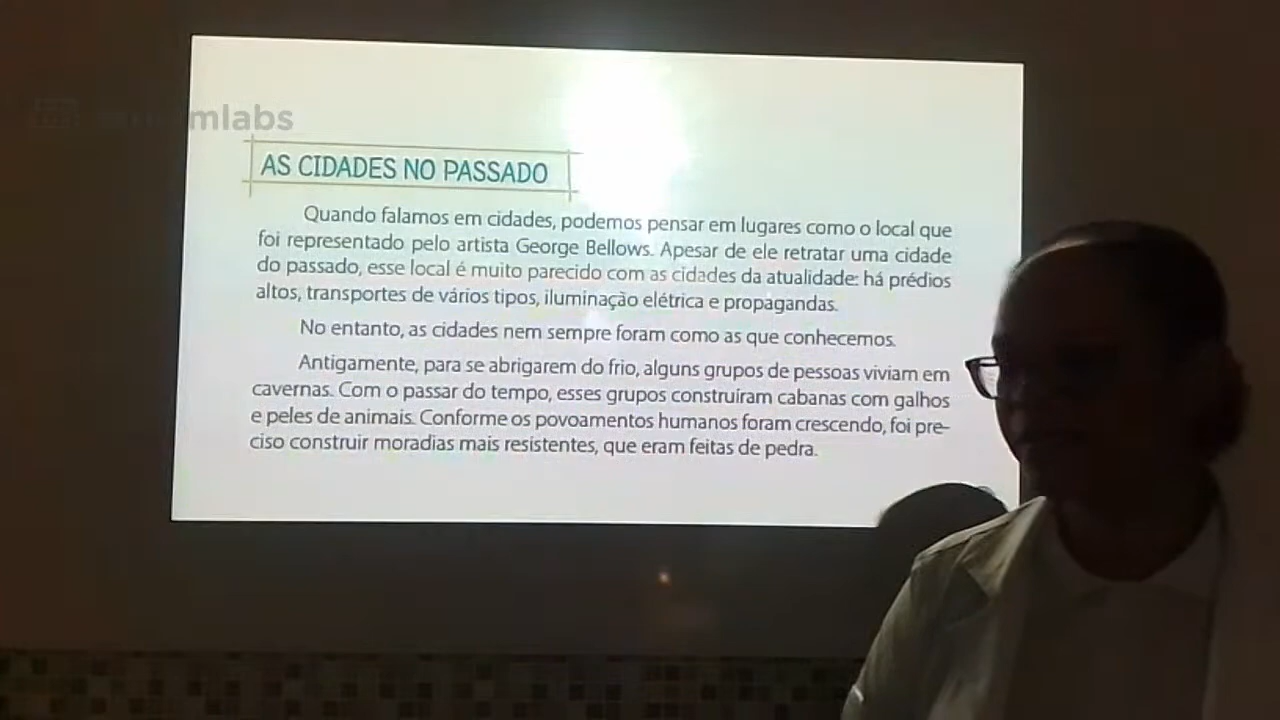 mlabs
AS CIDADES NO PASSADO
Quando falamos em cidades, podemos pensar em lugares como o local que
foi representado pelo artista George Bellows. Apesar de ele retratar uma cidade
do passado, esse local é muito parecido com as cidades da atualidade: há prédios
altos, transportes de vários tipos, iluminação elétrica e propagandas.
No entanto, as cidades nem sempre foram como as que conhecemos.
Antigamente, para se abrigarem do frio, alguns grupos de pessoas viviam em
cavernas. Com o passar do tempo, esses grupos construíram cabanas com galhos
e peles de animais. Conforme os povoamentos humanos foram crescendo, foi pre-
ciso construir moradias mais resistentes, que eram feitas de pedra.